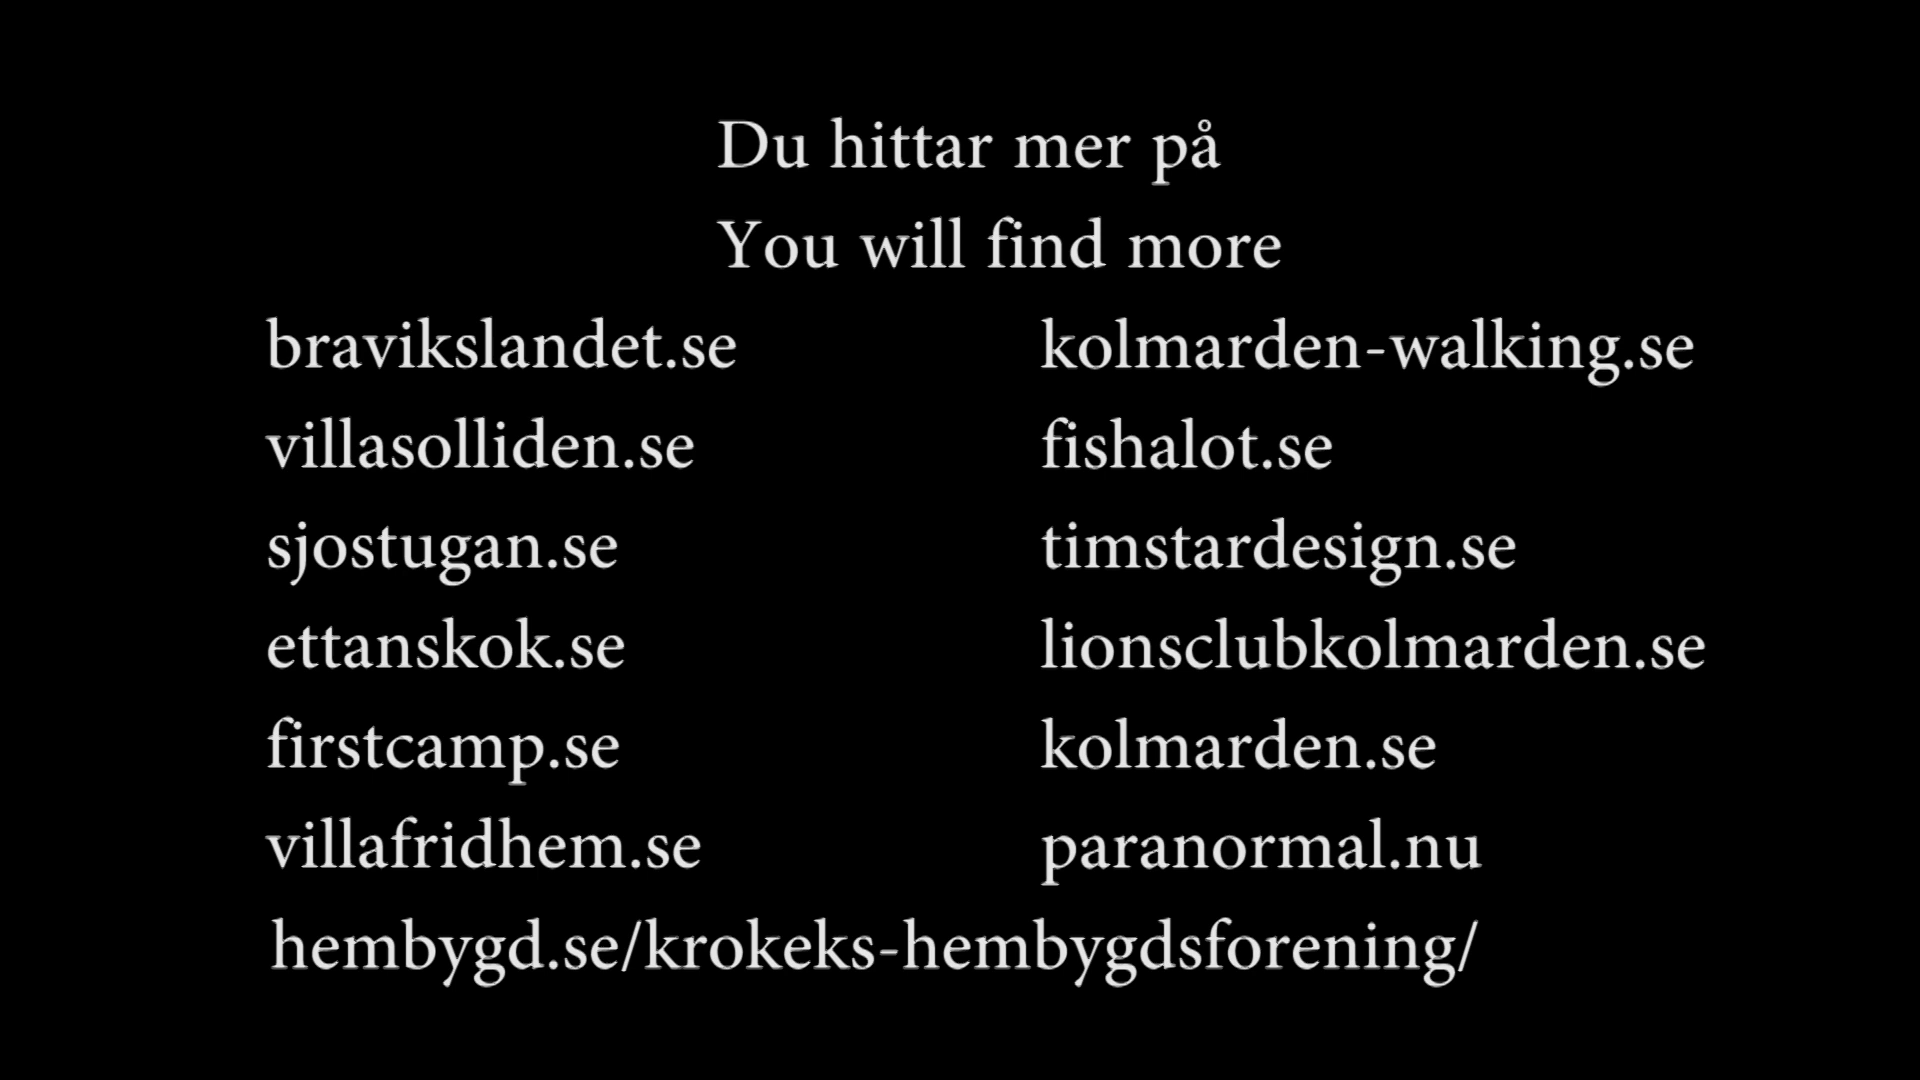 Du hittar mer på
You will find more
bravikslandet.se
villasolliden.se
sjostugan.se
ettanskok.se
firstcamp.se
villafridhem.se
kolmarden-walking.se
fishalot.se
timstardesign.se
lionsclubkolmarden.se
kolmarden.se
paranormal.nu
hembygd.se/krokeks-hembygdsforening/